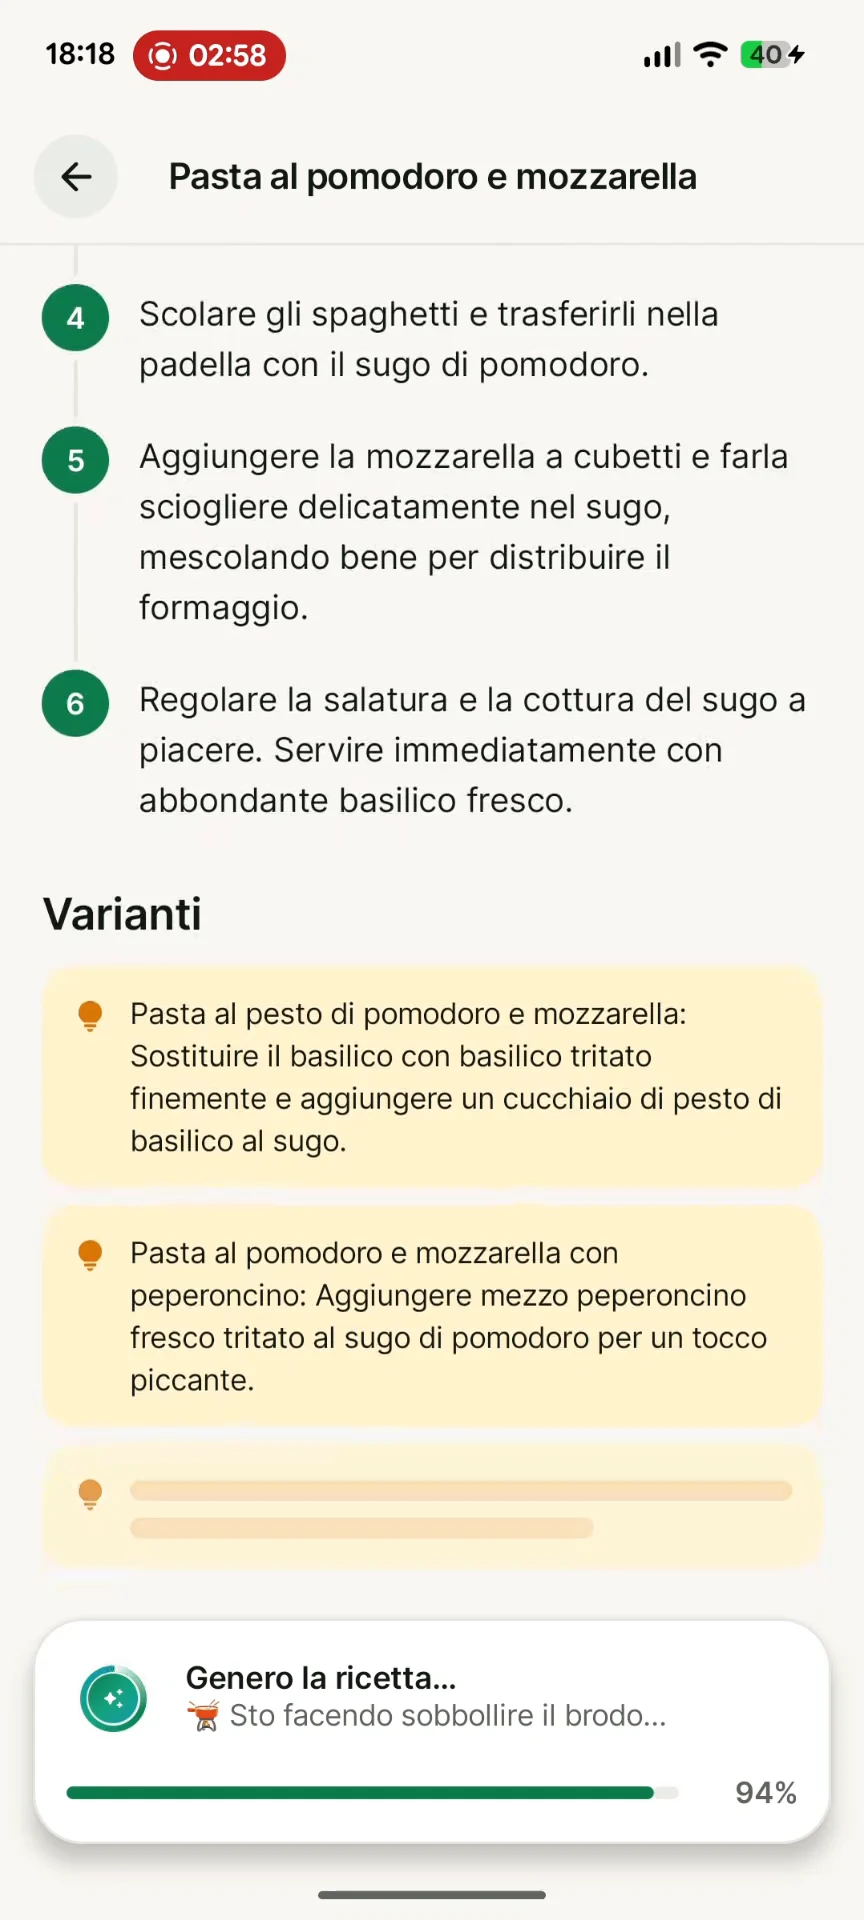 18:18 02:58 40
Pasta al pomodoro e mozzarella
4 Scolare gli spaghetti e trasferirli nella
padella con il sugo di pomodoro.
5 Aggiungere la mozzarella a cubetti e farla
sciogliere delicatamente nel sugo,
mescolando bene per distribuire il
formaggio.
6 Regolare la salatura e la cottura del sugo a
piacere. Servire immediatamente con
abbondante basilico fresco.
Varianti
Pasta al pesto di pomodoro e mozzarella:
Sostituire il basilico con basilico tritato
finemente e aggiungere un cucchiaio di pesto di
basilico al sugo.
Pasta al pomodoro e mozzarella con
peperoncino: Aggiungere mezzo peperoncino
fresco tritato al sugo di pomodoro per un tocco
piccante.
Genero la ricetta...
Sto facendo sobbollire il brodo...
94%